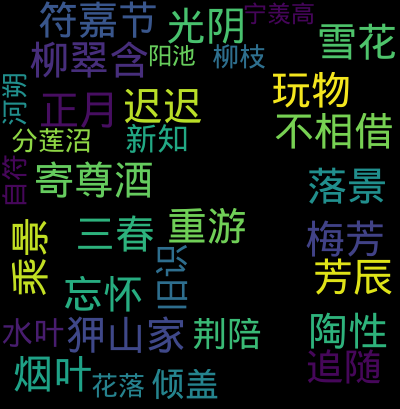 符嘉节
光阴
宁羡高
雪花
柳翠含
阳池
柳枝
河朔
正月
迟迟
玩物
分莲沼
新知
不相借
自符
寄尊酒
落景
乘景
三春
重游
梅芳
旧识
芳辰
忘怀
水叶
狎山家
荆陪
陶性
烟叶
花落
倾盖
追随